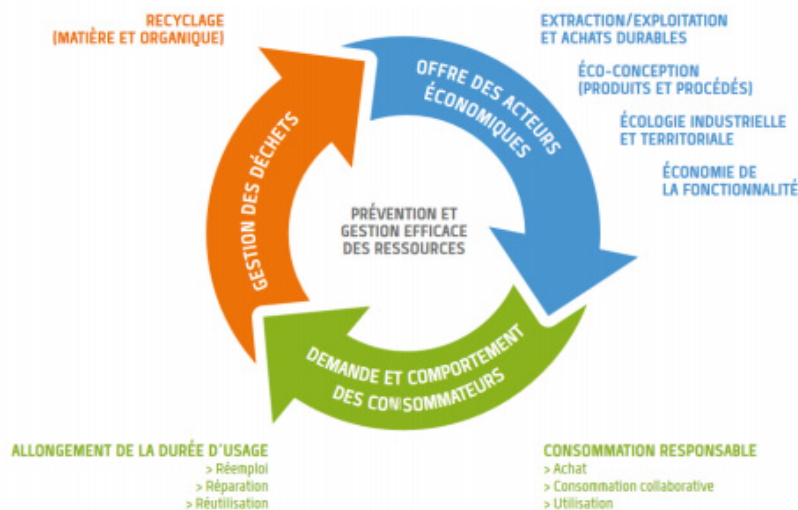 RECYCLAGE
(MATIÈRE ET ORGANIQUE)
EXTRACTION/EXPLOITATION
ET ACHATS DURABLES
ÉCO-CONCEPTION
(PRODUITS ET PROCÉDÉS)
ÉCOLOGIE INDUSTRIELLE
ET TERRITORIALE
ÉCONOMIE DE
LA FONCTIONNALITÉ
OFFRE DES ACTEURS
ÉCONOMIQUES
GESTION DES DÉCHETS
PRÉVENTION ET
GESTION EFFICACE
DES RESSOURCES
DEMANDE ET COMPORTEMENT
DES CONSOMMATEURS
ALLONGEMENT DE LA DURÉE D'USAGE
> Réemploi
> Réparation
> Réutilisation
CONSOMMATION RESPONSABLE
> Achat
> Consommation collaborative
> Utilisation